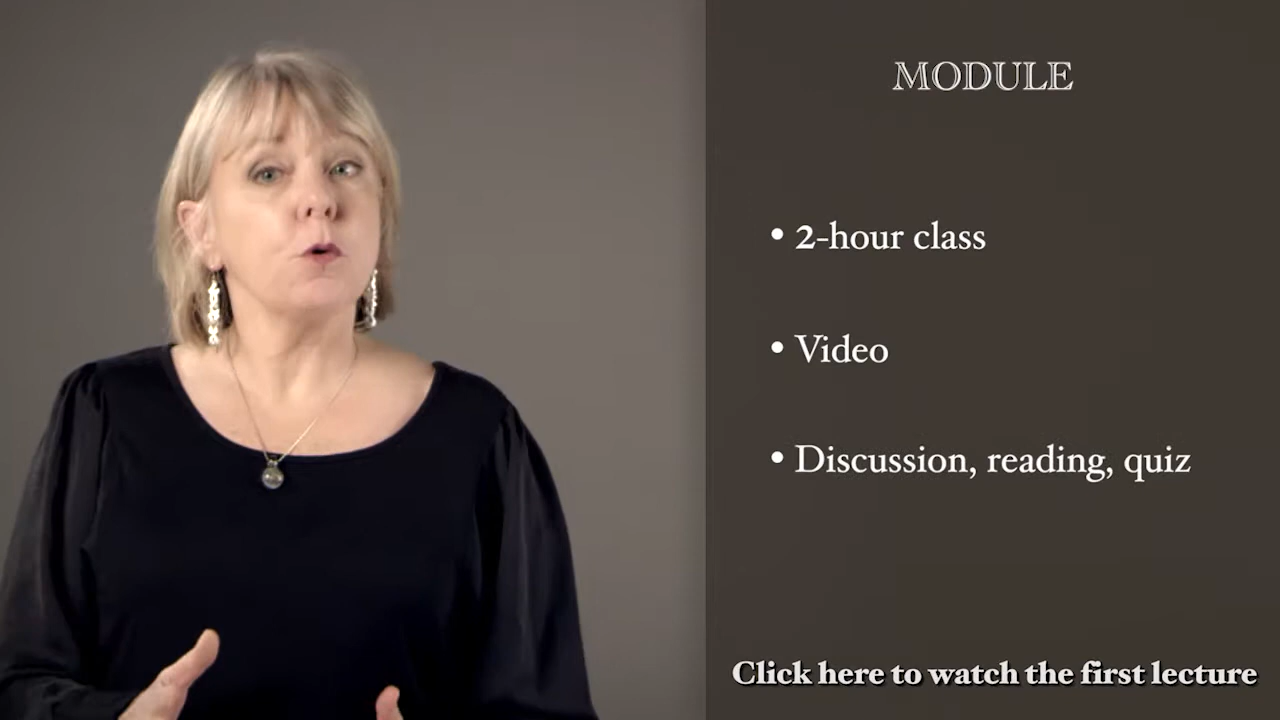 MODULE
• 2-hour class
• Video
• Discussion, reading, quiz
Click here to watch the first lecture